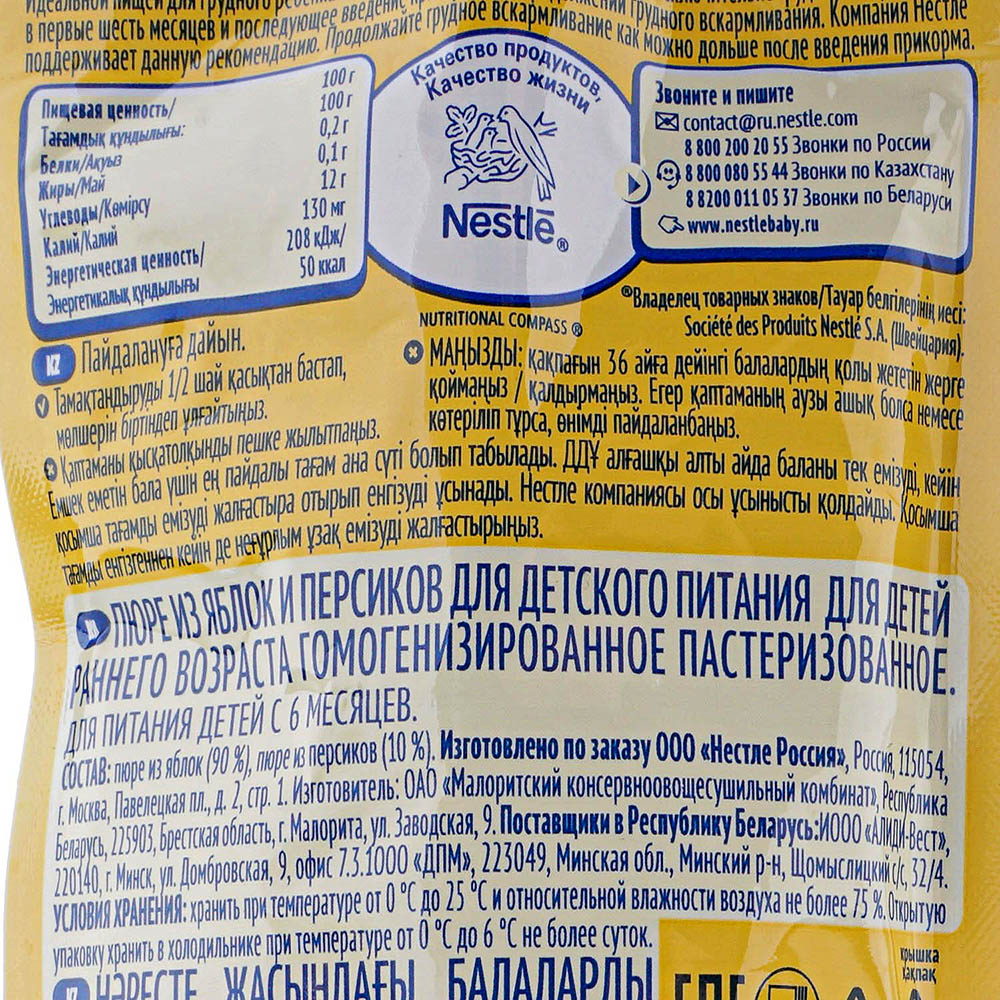 Идеальной пищей для грудного
в первые шесть месяцев и последующее введение грудного вскармливания. Компания Нестле
поддерживает данную рекомендацию. Продолжайте грудное вскармливание как можно дольше после введения прикорма.
100 г
Пищевая ценность/ 100 г
Тағамдық құндылығы:
Белки/Ақуыз 0,2 г
Жиры/Май 0,1 г
Углеводы/Көмірсу 12 г
Калий/Калий 130 мг
Энергетическая ценность/ 208 кДж/
Энергетикалық құндылығы 50 ккал
Качество продуктов,
Качество жизни
Nestlé®
NUTRITIONAL COMPASS ®
Звоните и пишите
contact@ru.nestle.com
8 800 200 20 55 Звонки по России
8 800 080 55 44 Звонки по Казахстану
8 8200 011 05 37 Звонки по Беларуси
www.nestlebaby.ru
®Владелец товарных знаков/Тауар белгілерінің иесі:
Société des Produits Nestlé S.A. (Швейцария).
KZ Пайдалануға дайын.
Тамақтандыруды 1/2 шай қасықтан бастап,
мөлшерін біртіндеп ұлғайтыңыз.
Қаптаманы қысқатолқынды пешке жылытпаңыз.
МАҢЫЗДЫ: қақпағын 36 айға дейінгі балалардың қолы жететін жерге
қоймаңыз / қалдырмаңыз. Егер қаптаманың аузы ашық болса немесе
көтеріліп тұрса, өнімді пайдаланбаңыз.
Емшек еметін бала үшін ең пайдалы тағам ана сүті болып табылады. ДДҰ алғашқы алты айда баланы тек емізуді, кейін
қосымша тағамды емізуді жалғастыра отырып енгізуді ұсынады. Нестле компаниясы осы ұсынысты қолдайды. Қосымша
тағамды енгізгеннен кейін де неғұрлым ұзақ емізуді жалғастырыңыз.
ПЮРЕ ИЗ ЯБЛОК И ПЕРСИКОВ ДЛЯ ДЕТСКОГО ПИТАНИЯ ДЛЯ ДЕТЕЙ
РАННЕГО ВОЗРАСТА ГОМОГЕНИЗИРОВАННОЕ ПАСТЕРИЗОВАННОЕ.
ДЛЯ ПИТАНИЯ ДЕТЕЙ С 6 МЕСЯЦЕВ.
СОСТАВ: пюре из яблок (90 %), пюре из персиков (10 %). Изготовлено по заказу ООО «Нестле Россия», Россия, 115054,
г. Москва, Павелецкая пл., д. 2, стр. 1. Изготовитель: ОАО «Малоритский консервноовощесушильный комбинат», Республика
Беларусь, 225903, Брестская область, г. Малорита, ул. Заводская, 9. Поставщики в Республику Беларусь:ИООО «АЛИДИ-Вест»,
220140, г. Минск, ул. Домбровская, 9, офис 7.3.1000 «ДПМ», 223049, Минская обл., Минский р-н, Щомыслицкий с/с, 32/4.
УСЛОВИЯ ХРАНЕНИЯ: хранить при температуре от 0 °С до 25 °С и относительной влажности воздуха не более 75 %. Открытую
упаковку хранить в холодильнике при температуре от 0 °С до 6 °С не более суток.
крышка
қақпақ
НӘРЕСТЕ ЖАСЫНДАҒЫ БАЛАЛАРДЫ